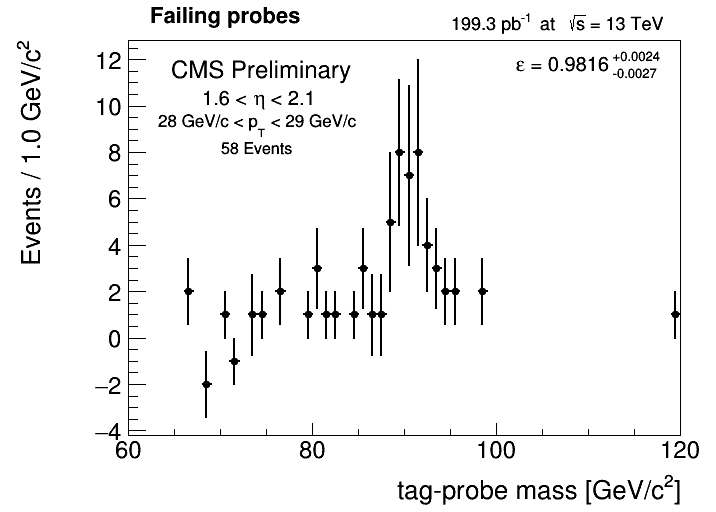 Failing probes
199.3 pb⁻¹ at √s = 13 TeV
CMS Preliminary
1.6 < η < 2.1
28 GeV/c < p_T < 29 GeV/c
58 Events
ε = 0.9816 +0.0024 -0.0027
Events / 1.0 GeV/c²
12
10
8
6
4
2
0
−2
−4
60 80 100 120
tag-probe mass [GeV/c²]